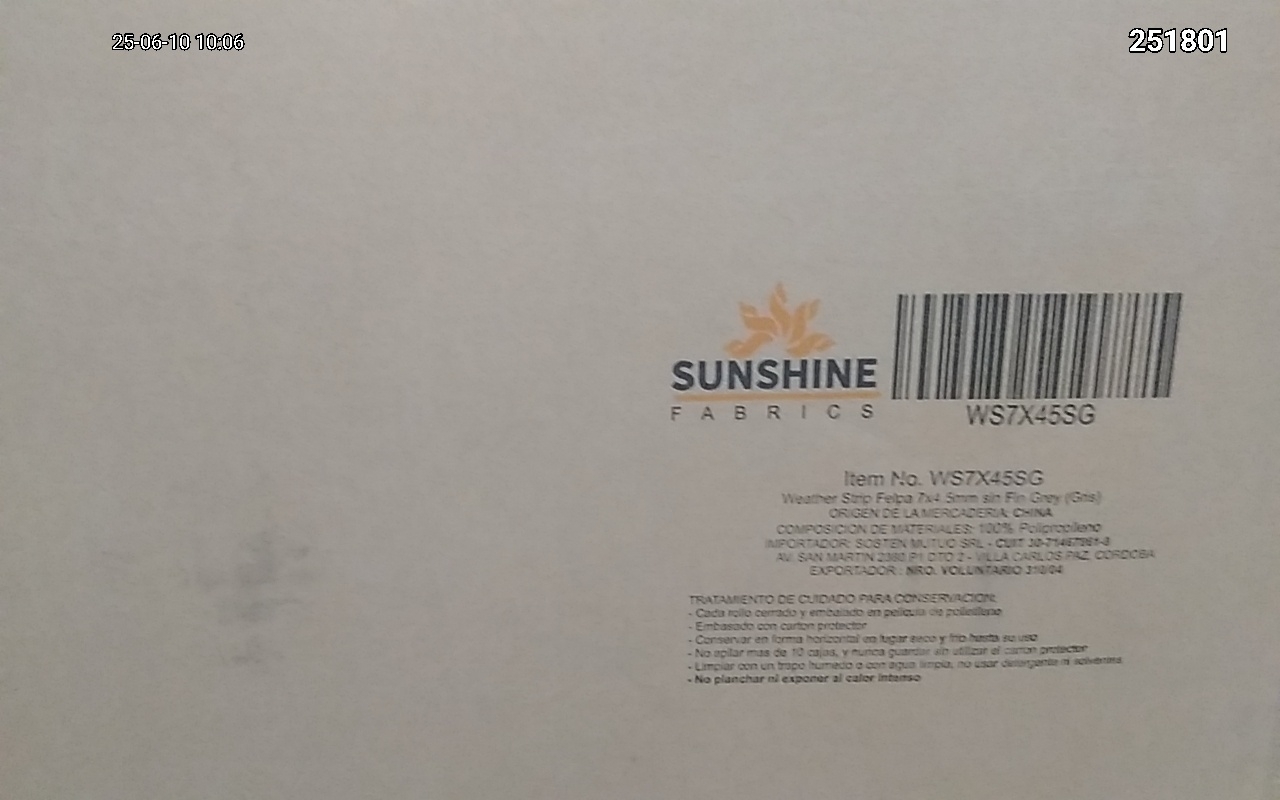 25-06-10 10:06
251801
SUNSHINE
FABRICS
WS7X45SG
Item No. WS7X45SG
Weather Strip Felpa 7x4.5mm sin Fin Grey (Gris)
ORIGEN DE LA MERCADERIA: CHINA
COMPOSICION DE MATERIALES: 100% Polipropileno
IMPORTADOR: SOSTEN MUTUO SRL - CUIT
AV. SAN MARTIN P1 DTO 2 - VILLA CARLOS PAZ, CORDOBA
EXPORTADOR : NRO. VOLUNTARIO 310/04
TRATAMIENTO DE CUIDADO PARA CONSERVACION:
- Cada rollo cerrado y embalado en pelicula de polietileno
- Embasado con carton protector
- Conservar en forma horizontal en lugar seco y frio hasta su uso
- No apilar mas de 10 cajas, y nunca guardar sin utilizar el carton protector
- Limpiar con un trapo humedo o con agua limpia, no usar detergente ni solventes
- No planchar ni exponer al calor intenso